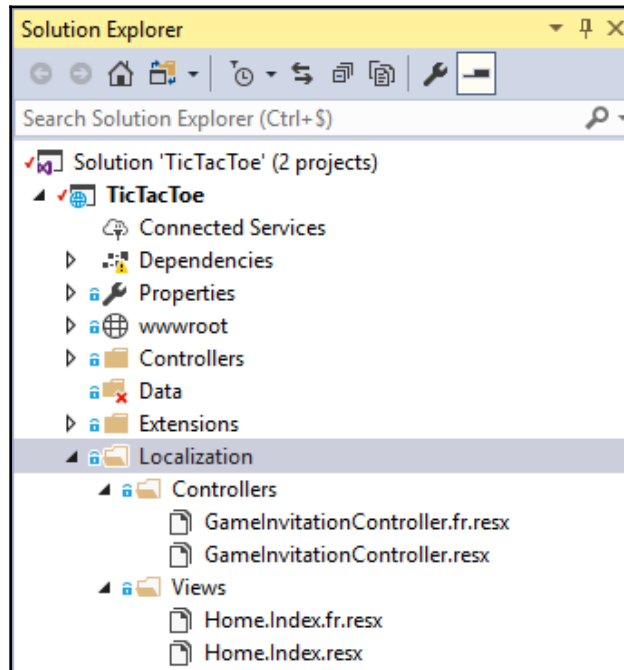 Solution Explorer
Search Solution Explorer (Ctrl+$)
Solution 'TicTacToe' (2 projects)
TicTacToe
Connected Services
Dependencies
Properties
wwwroot
Controllers
Data
Extensions
Localization
Controllers
GameInvitationController.fr.resx
GameInvitationController.resx
Views
Home.Index.fr.resx
Home.Index.resx